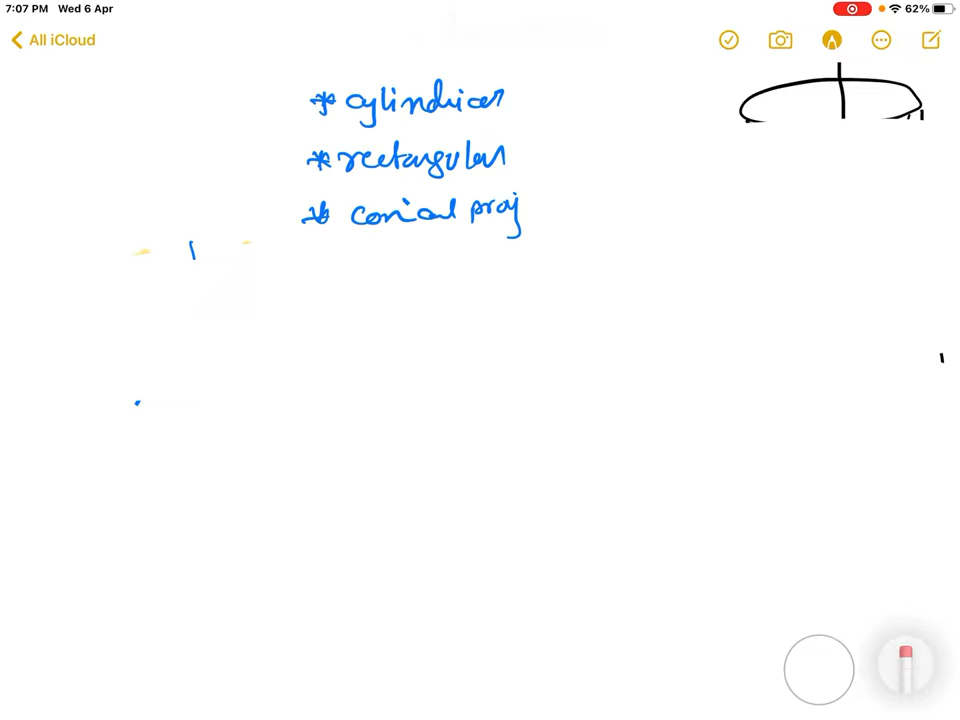 7:07 PM Wed 6 Apr 62%
All iCloud
* cylindrical
* rectangular
* conical proj